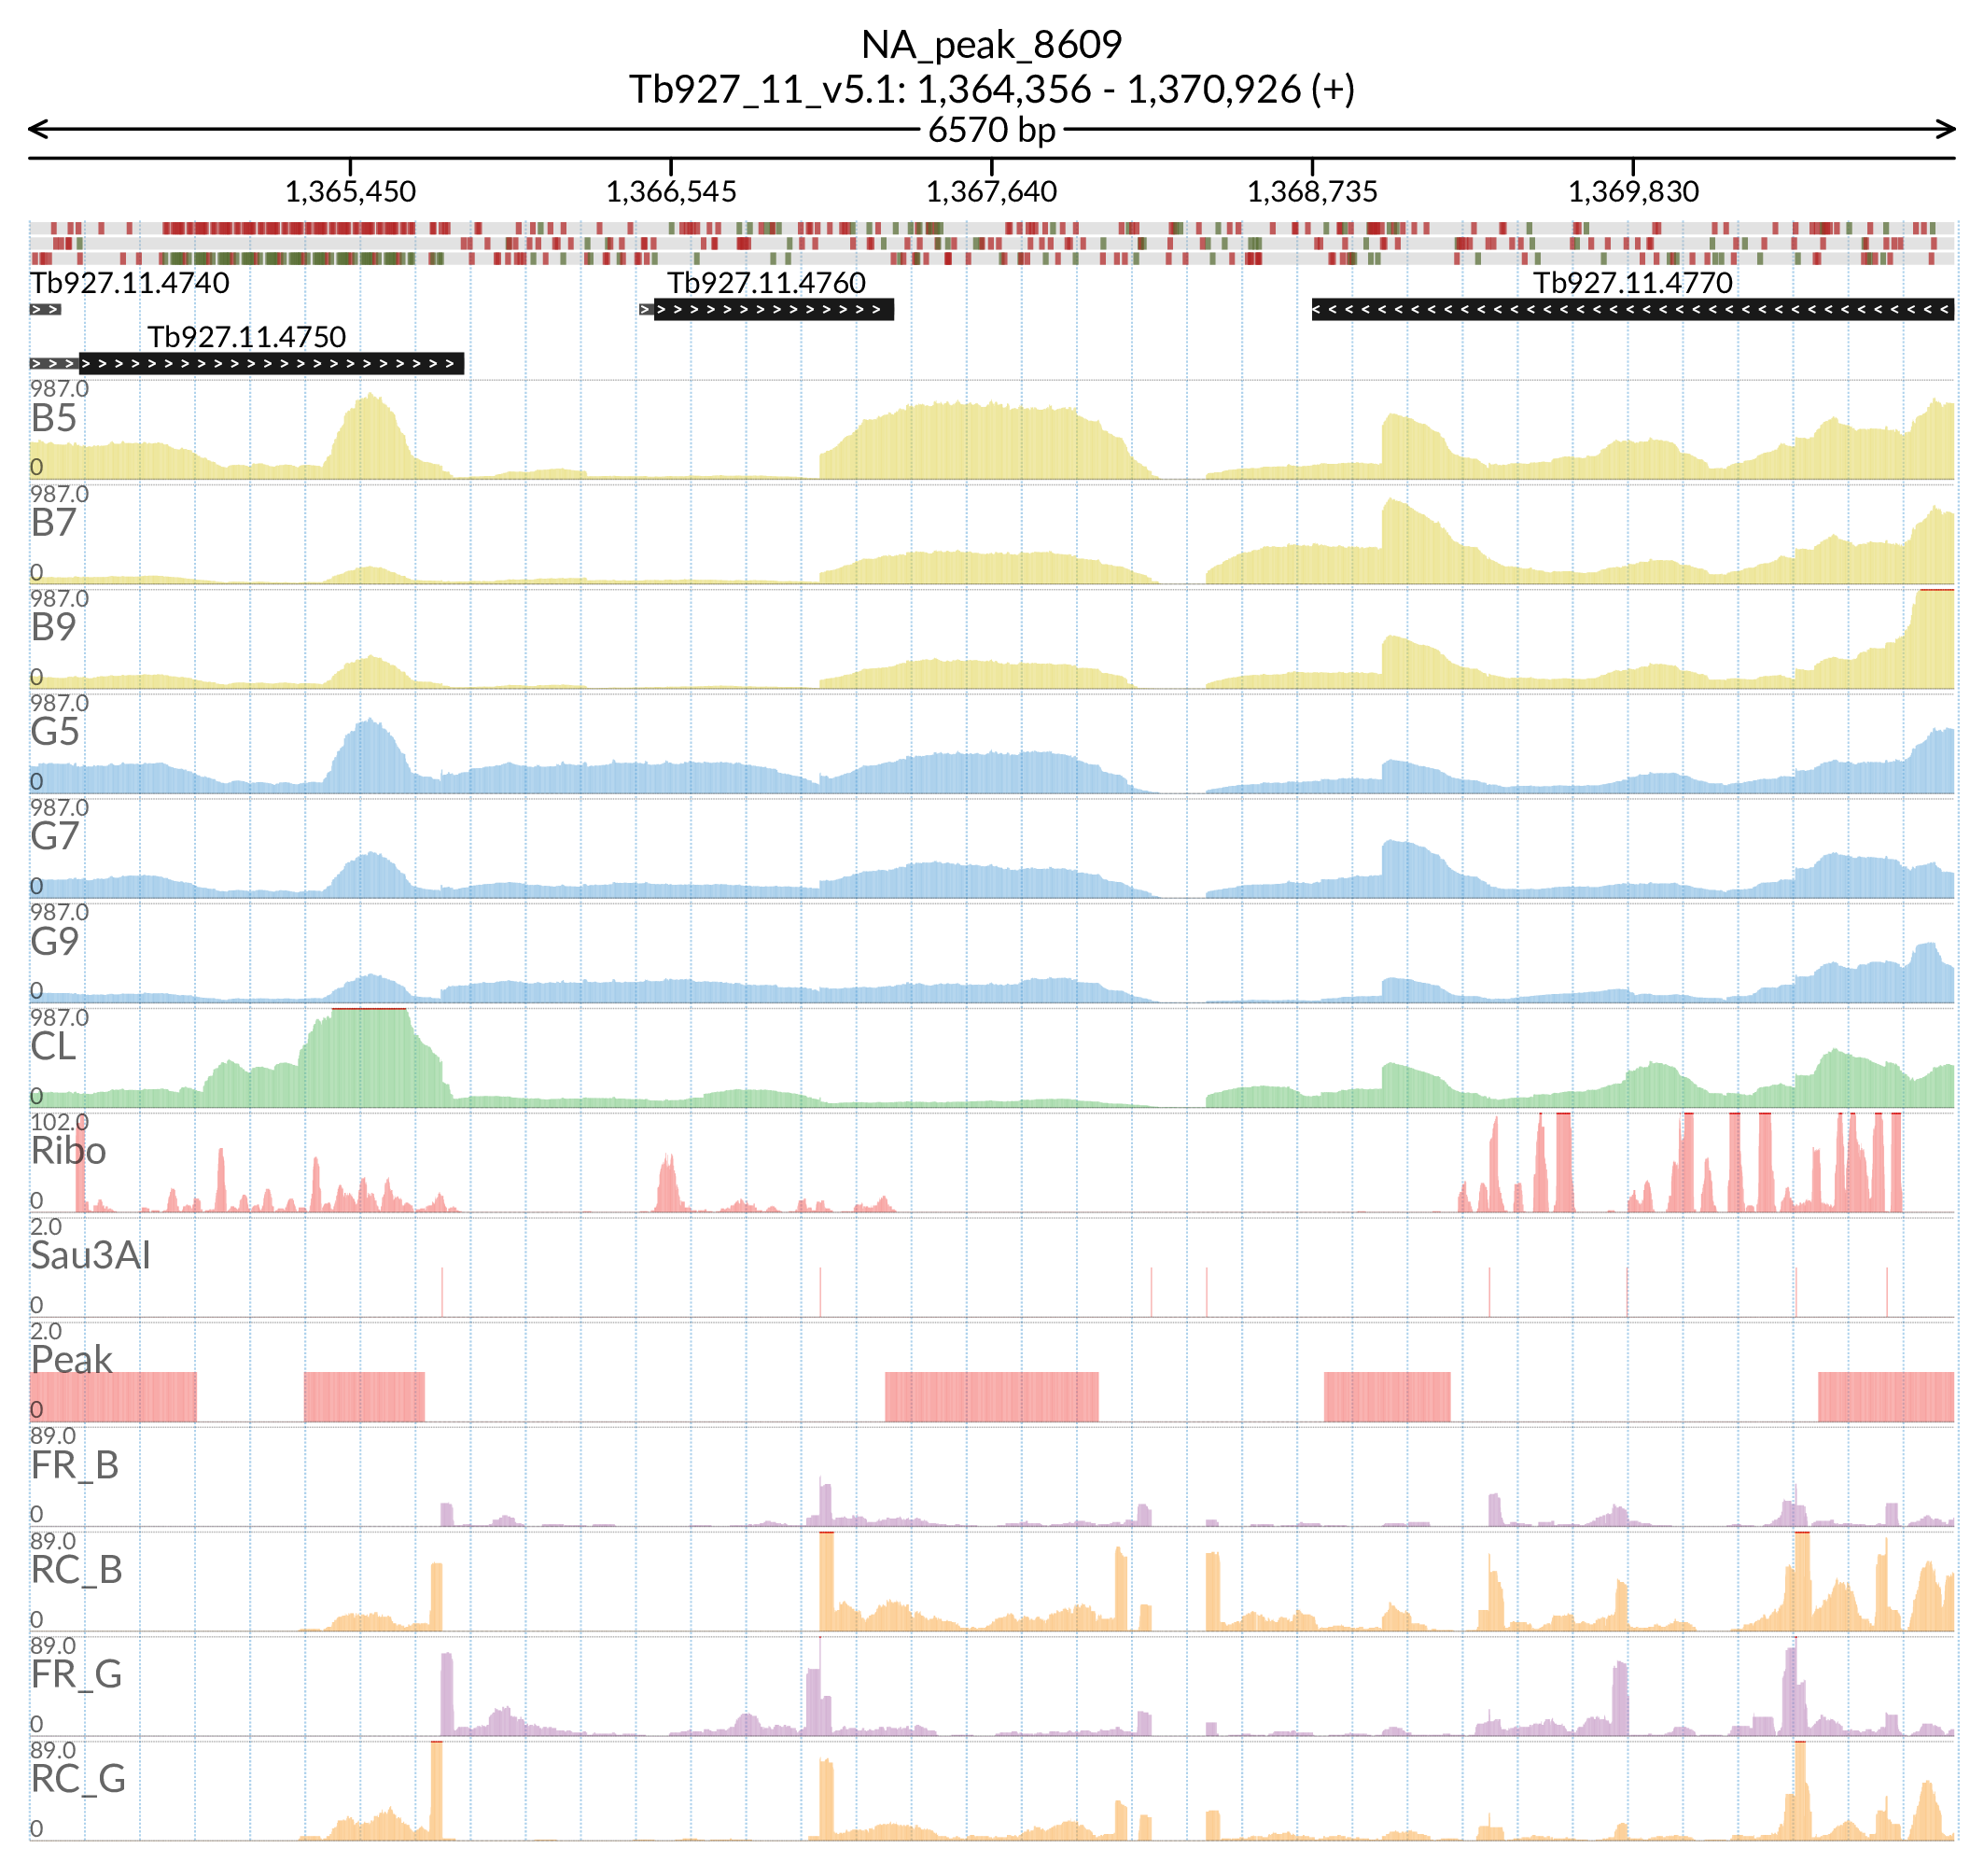 NA_peak_8609
Tb927_11_v5.1: 1,364,356 - 1,370,926 (+)
6570 bp
1,365,450 1,366,545 1,367,640 1,368,735 1,369,830
Tb927.11.4740 Tb927.11.4760 Tb927.11.4770
Tb927.11.4750
987.0
B5
0
987.0
B7
0
987.0
B9
0
987.0
G5
0
987.0
G7
0
987.0
G9
0
987.0
CL
0
102.0
Ribo
0
2.0
Sau3AI
0
2.0
Peak
0
89.0
FR_B
0
89.0
RC_B
0
89.0
FR_G
0
89.0
RC_G
0